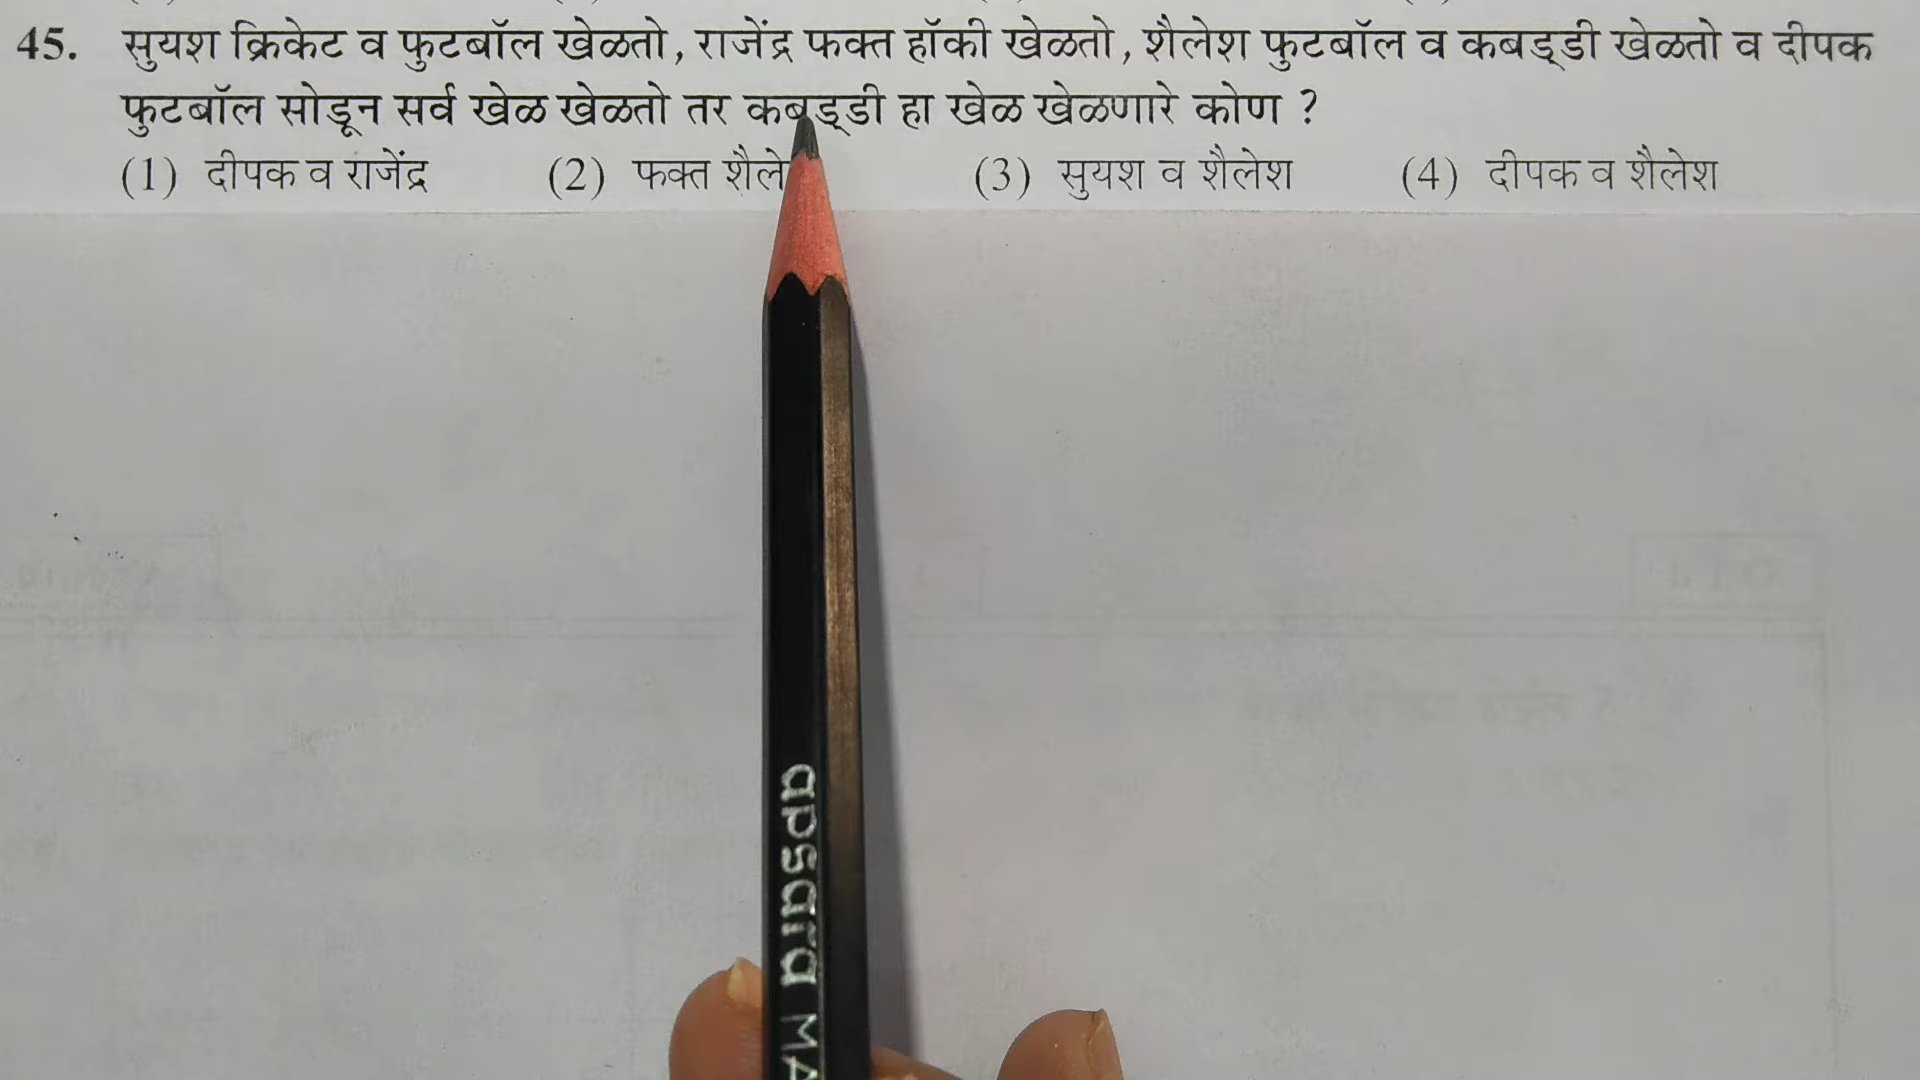 45. सुयश क्रिकेट व फुटबॉल खेळतो, राजेंद्र फक्त हॉकी खेळतो, शैलेश फुटबॉल व कबड्डी खेळतो व दीपक
फुटबॉल सोडून सर्व खेळ खेळतो तर कबड्डी हा खेळ खेळणारे कोण ?
(1) दीपक व राजेंद्र (2) फक्त शैले (3) सुयश व शैलेश (4) दीपक व शैलेश
apsara MA